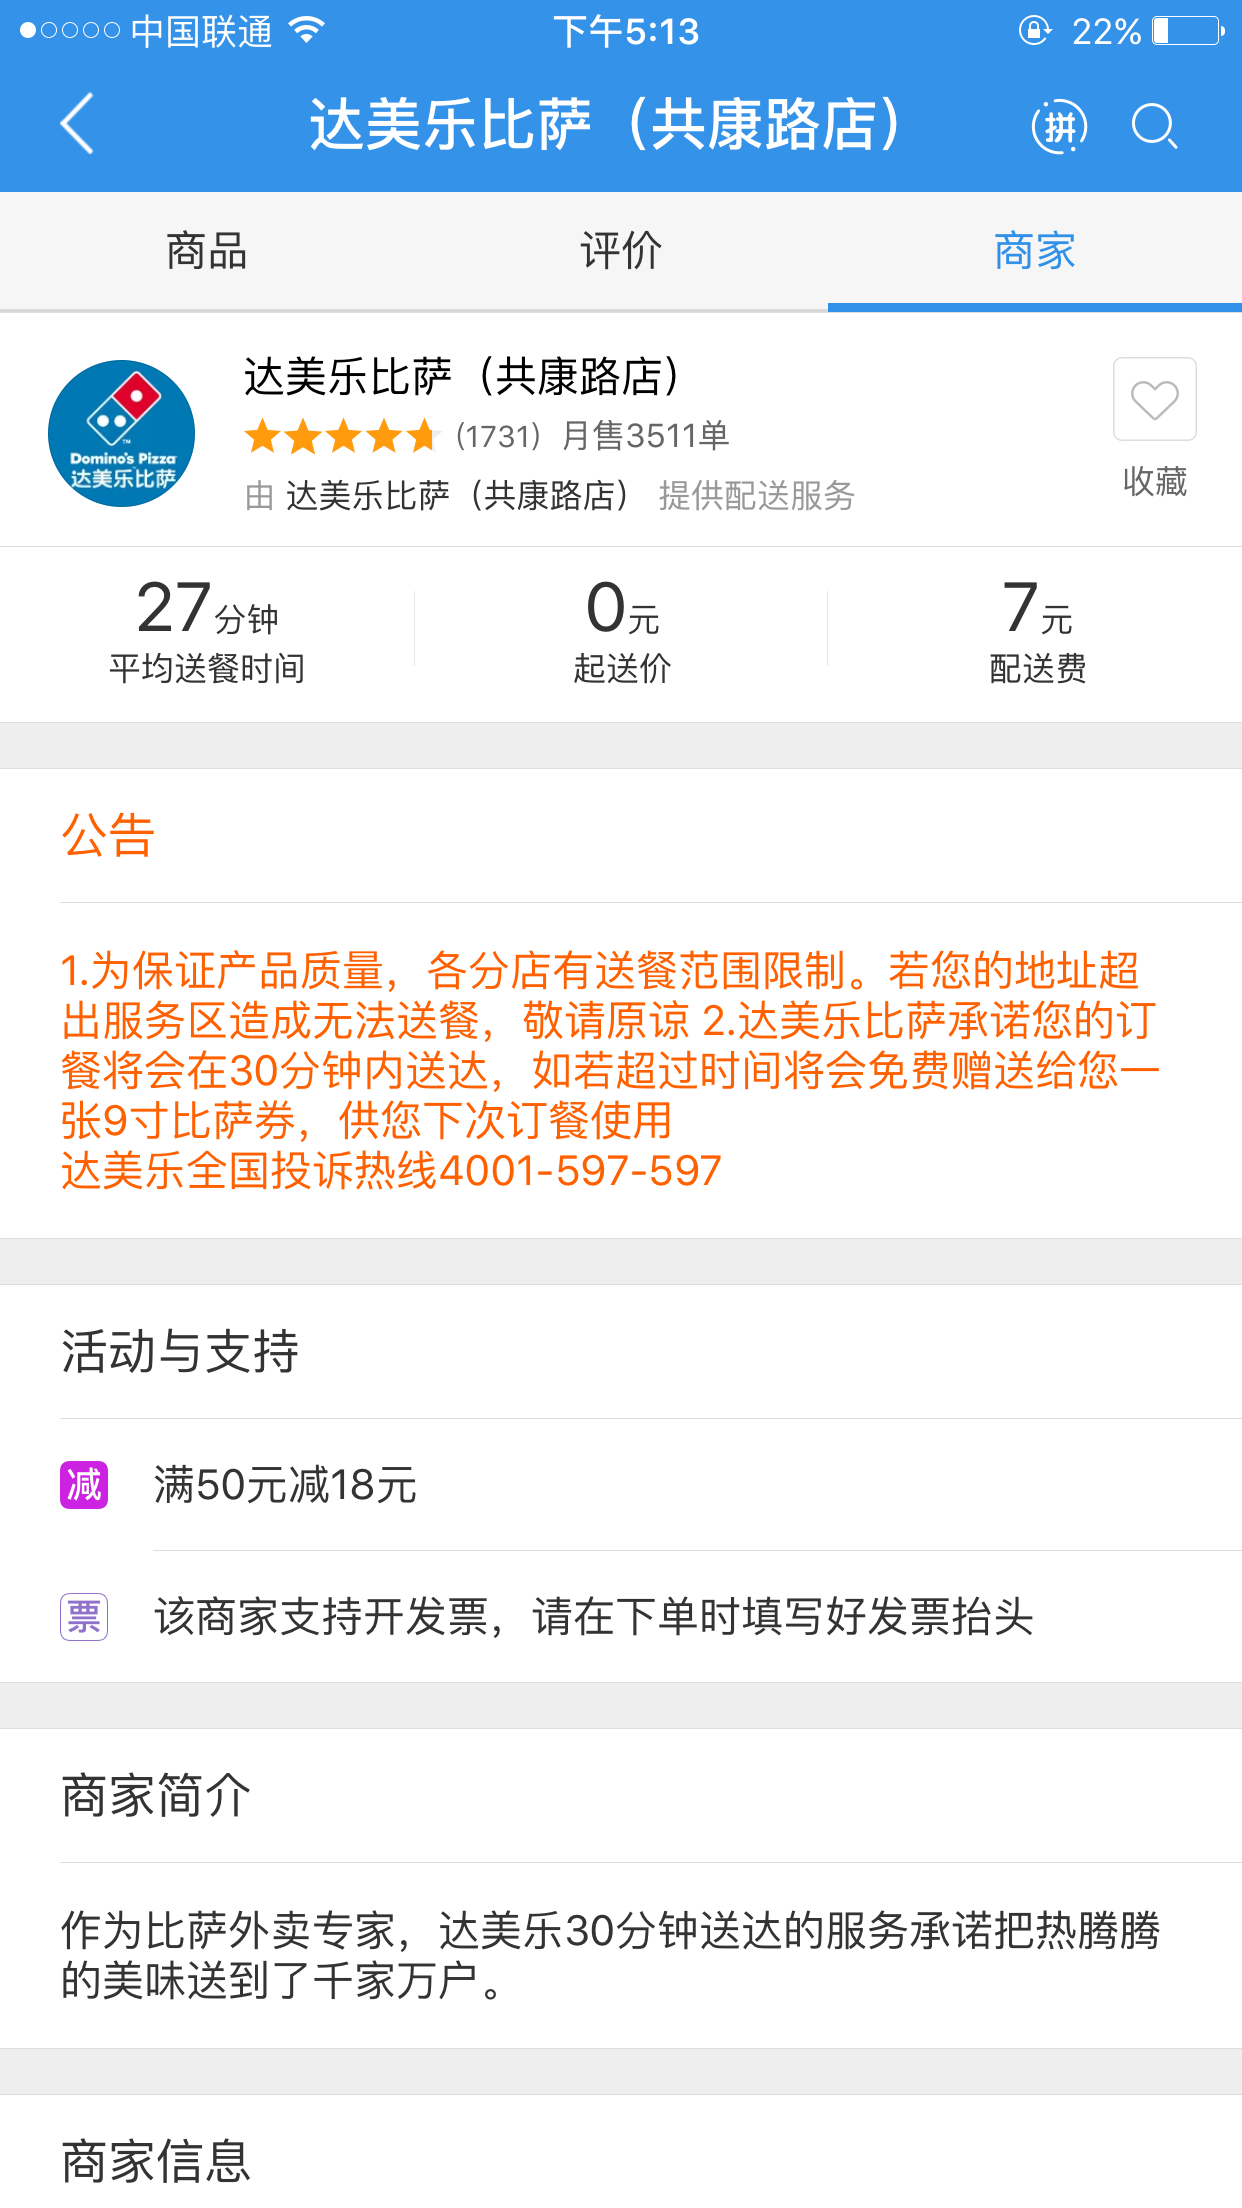 中国联通
下午5:13
22%
达美乐比萨（共康路店）
拼
商品
评价
商家
Domino's Pizza
TM
达美乐比萨
达美乐比萨（共康路店）
(1731) 月售3511单
由 达美乐比萨（共康路店） 提供配送服务
收藏
27分钟
平均送餐时间
0元
起送价
7元
配送费
公告
1.为保证产品质量，各分店有送餐范围限制。若您的地址超
出服务区造成无法送餐，敬请原谅 2.达美乐比萨承诺您的订
餐将会在30分钟内送达，如若超过时间将会免费赠送给您一
张9寸比萨券，供您下次订餐使用
达美乐全国投诉热线4001-597-597
活动与支持
减 满50元减18元
票 该商家支持开发票，请在下单时填写好发票抬头
商家简介
作为比萨外卖专家，达美乐30分钟送达的服务承诺把热腾腾
的美味送到了千家万户。
商家信息